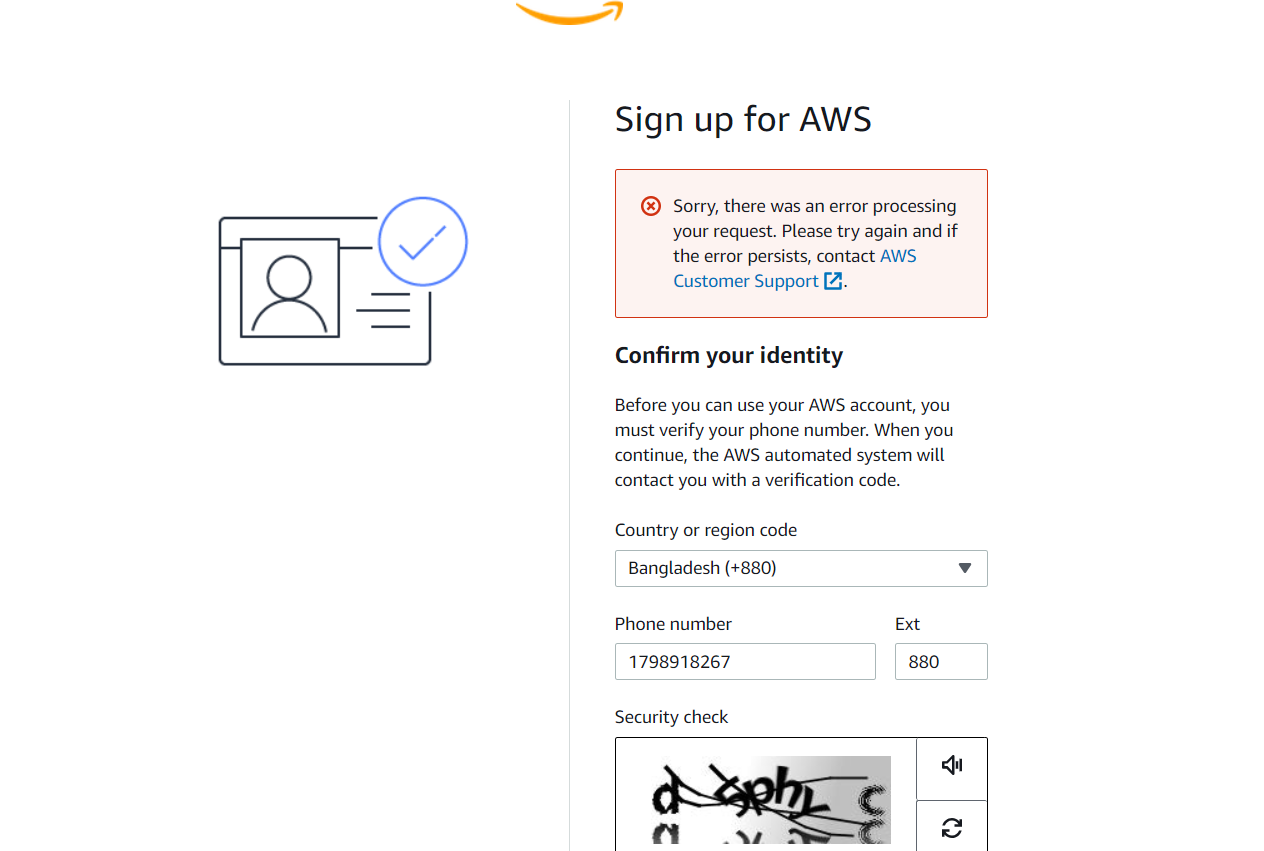 Sign up for AWS
Sorry, there was an error processing
your request. Please try again and if
the error persists, contact AWS
Customer Support.
Confirm your identity
Before you can use your AWS account, you
must verify your phone number. When you
continue, the AWS automated system will
contact you with a verification code.
Country or region code
Bangladesh (+880)
Phone number
Ext
1798918267
880
Security check